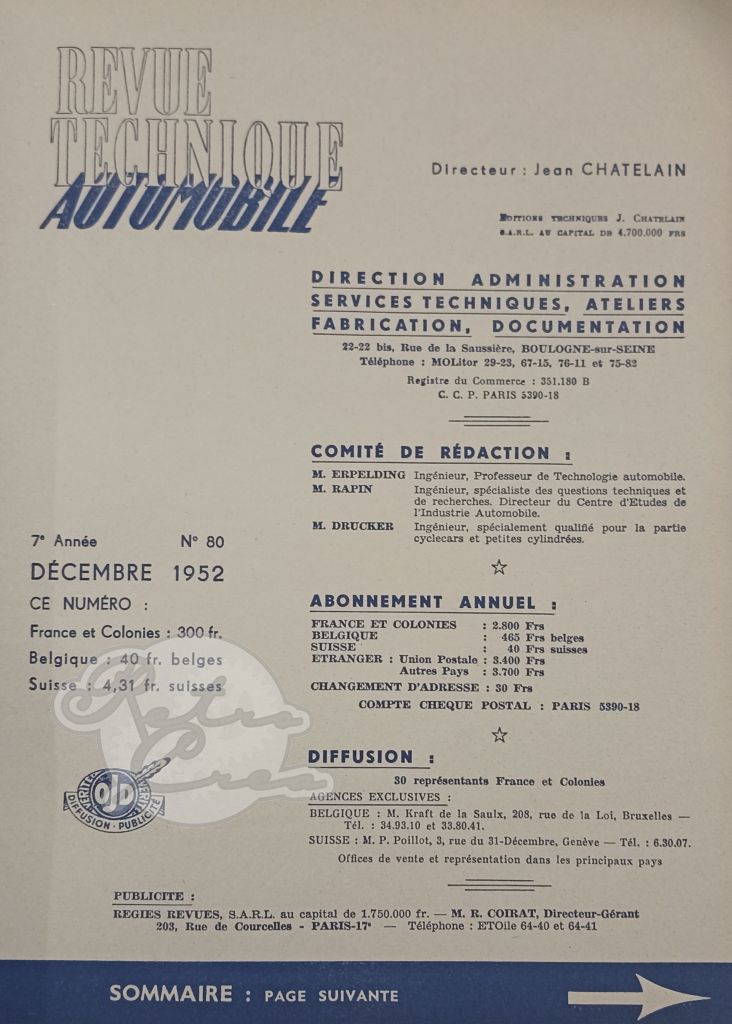 REVUE
TECHNIQUE
AUTOMOBILE
Directeur : Jean CHATELAIN
EDITIONS TECHNIQUES J. CHATELAIN
S.A.R.L. AU CAPITAL DE 4.700.000 FRS
DIRECTION ADMINISTRATION
SERVICES TECHNIQUES, ATELIERS
FABRICATION, DOCUMENTATION
22-22 bis, Rue de la Saussière, BOULOGNE-sur-SEINE
Téléphone : MOLitor 29-23, 67-15, 76-11 et 75-82
Registre du Commerce : 351.180 B
C. C. P. PARIS 5390-18
COMITÉ DE RÉDACTION :
M. ERPELDING Ingénieur, Professeur de Technologie automobile.
M. RAPIN Ingénieur, spécialiste des questions techniques et
de recherches. Directeur du Centre d'Etudes de
l'Industrie Automobile.
M. DRUCKER Ingénieur, spécialement qualifié pour la partie
cyclecars et petites cylindrées.
7e Année N° 80
DÉCEMBRE 1952
CE NUMÉRO :
France et Colonies : 300 fr.
Belgique : 40 fr. belges
Suisse : 4,31 fr. suisses
ABONNEMENT ANNUEL :
FRANCE ET COLONIES : 2.800 Frs
BELGIQUE : 465 Frs belges
SUISSE : 40 Frs suisses
ETRANGER : Union Postale : 3.400 Frs
Autres Pays : 3.700 Frs
CHANGEMENT D'ADRESSE : 30 Frs
COMPTE CHEQUE POSTAL : PARIS 5390-18
Retro
Crea
OJD
DIFFUSION - PUBLICITÉ
DIFFUSION :
30 représentants France et Colonies
AGENCES EXCLUSIVES :
BELGIQUE : M. Kraft de la Saulx, 208, rue de la Loi, Bruxelles —
Tél. : 34.93.10 et 33.80.41.
SUISSE : M. P. Poillot, 3, rue du 31-Décembre, Genève — Tél. : 6.30.07.
Offices de vente et représentation dans les principaux pays
PUBLICITE :
REGIES REVUES, S.A.R.L. au capital de 1.750.000 fr. — M. R. COIRAT, Directeur-Gérant
203, Rue de Courcelles - PARIS-17e — Téléphone : ETOile 64-40 et 64-41
SOMMAIRE : PAGE SUIVANTE